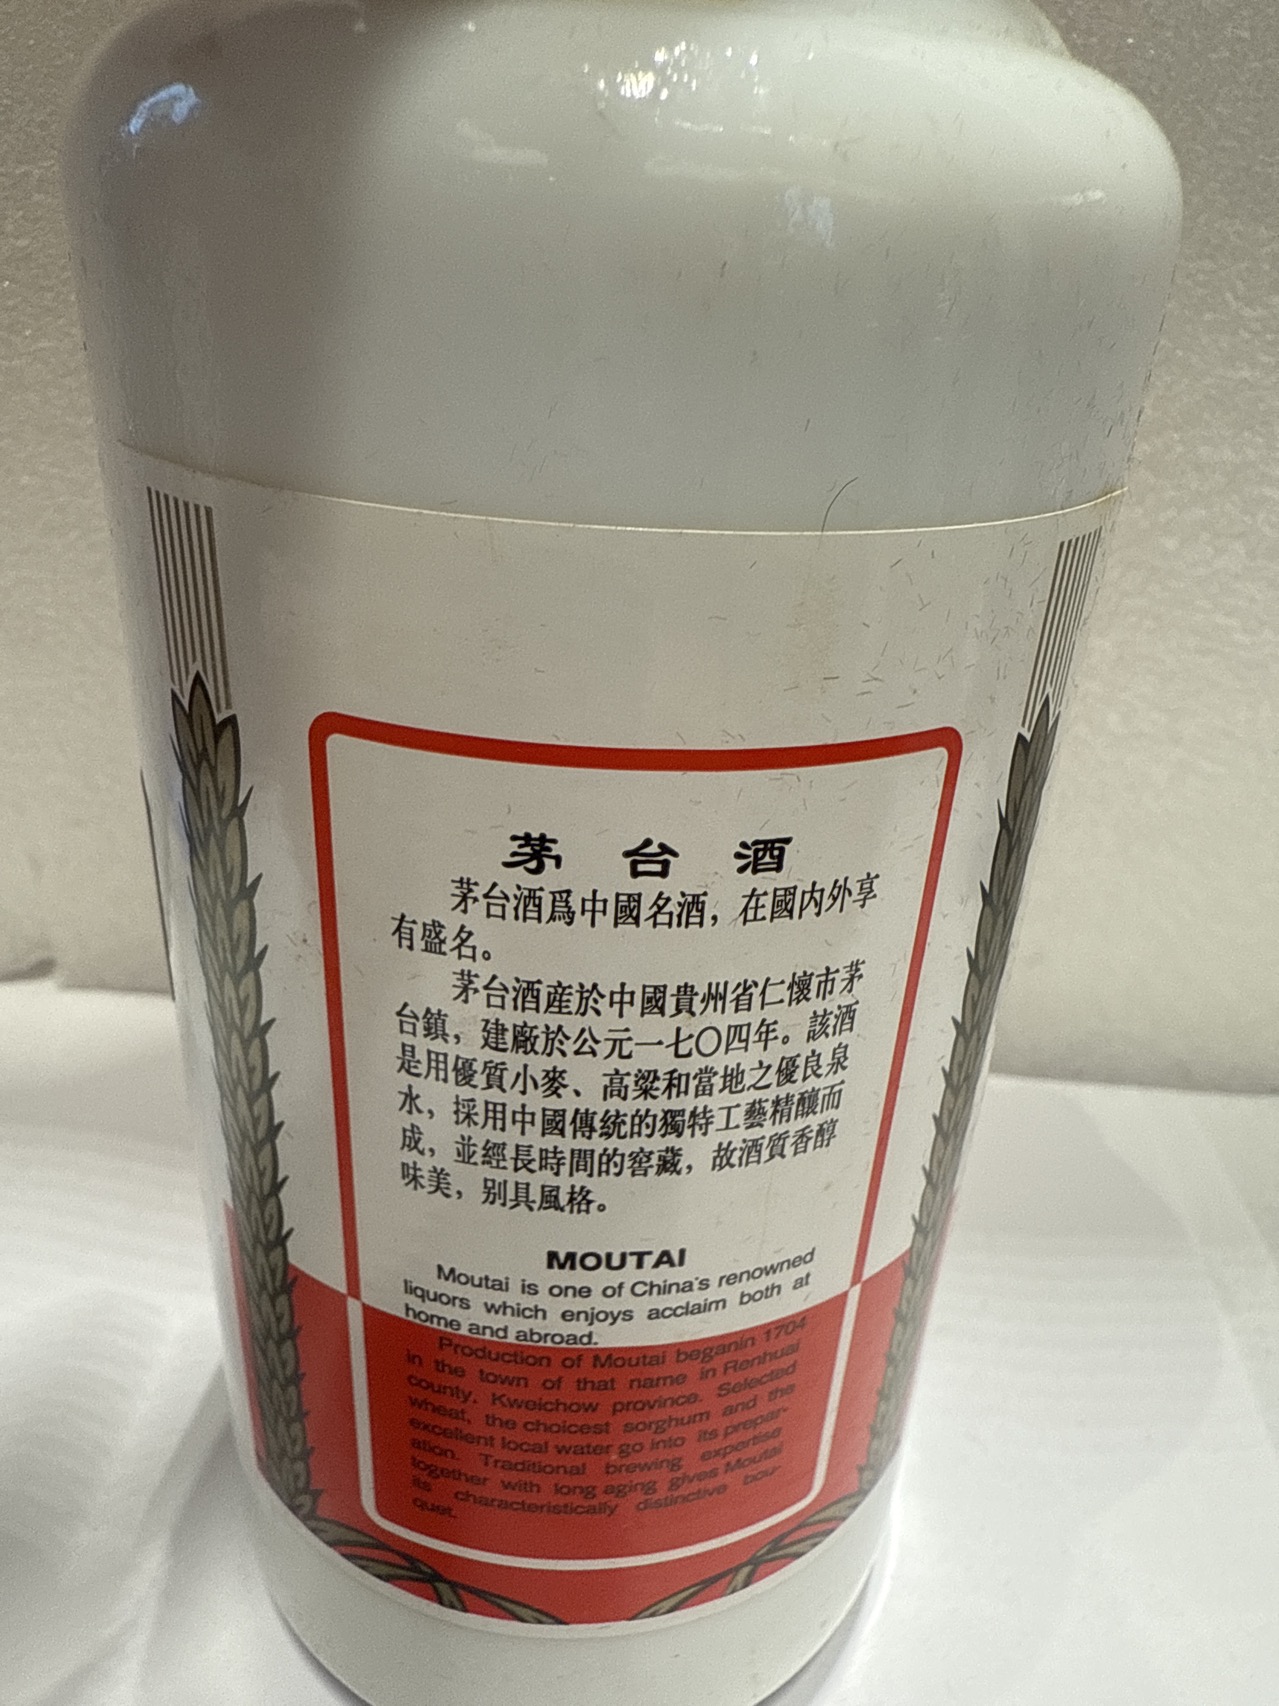 茅台酒
茅台酒爲中國名酒，在國内外享
有盛名。
茅台酒産於中國貴州省仁懷市茅
台鎮，建廠於公元一七〇四年。該酒
是用優質小麥、高粱和當地之優良泉
水，採用中國傳統的獨特工藝精釀而
成，並經長時間的窖藏，故酒質香醇
味美，别具風格。
MOUTAI
Moutai is one of China's renowned
liquors which enjoys acclaim both at
home and abroad.
Production of Moutai beganin 1704
in the town of that name in Renhuai
county, Kweichow province. Selected
wheat, the choicest sorghum and the
excellent local water go into its prepar-
ation. Traditional brewing expertise
together with long aging gives Moutai
its characteristically distinctive bou-
quet.